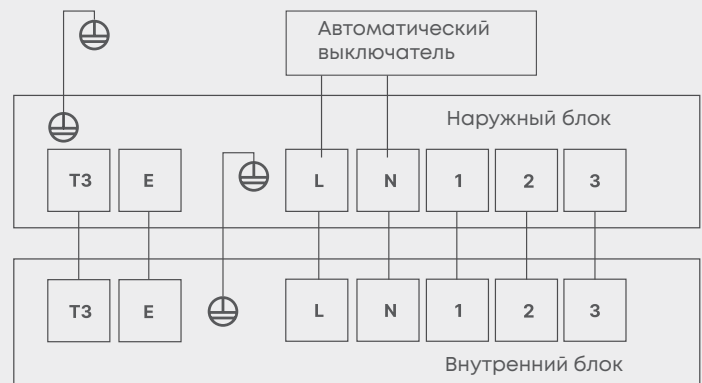 Автоматический
выключатель
Наружный блок
T3 E L N 1 2 3
T3 E L N 1 2 3
Внутренний блок